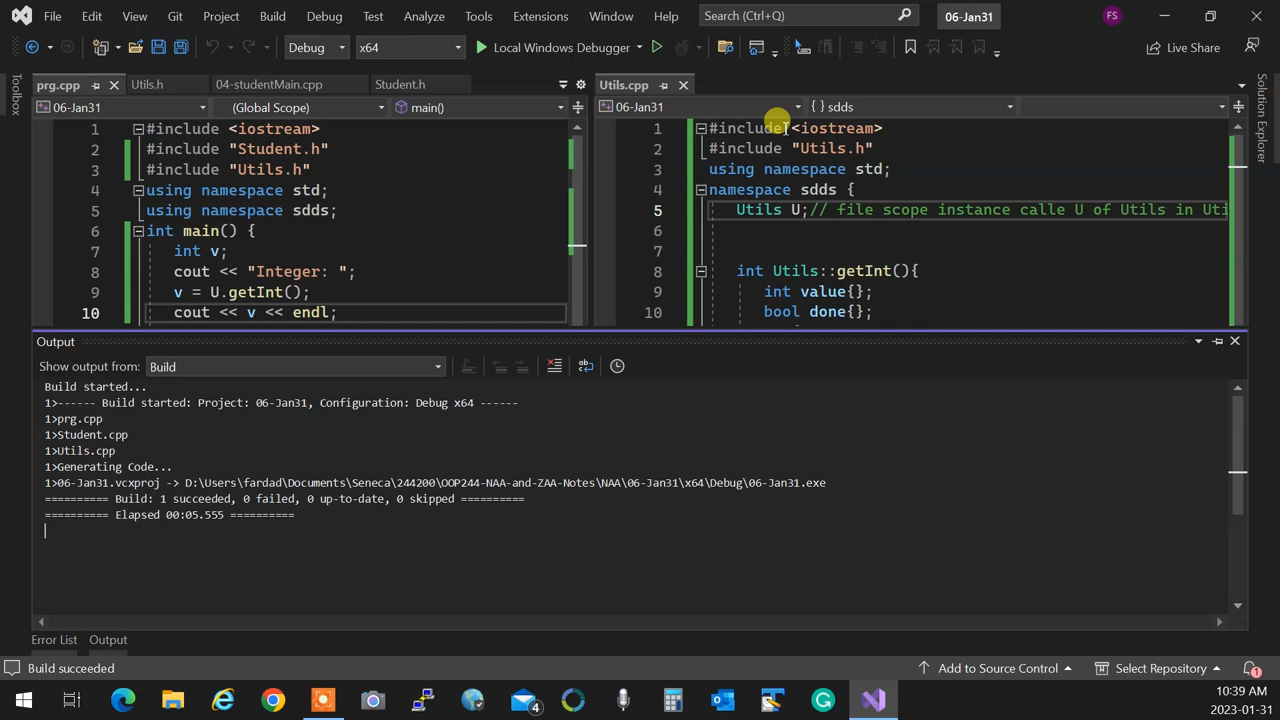 File Edit View Git Project Build Debug Test Analyze Tools Extensions Window Help Search (Ctrl+Q) 06-Jan31 FS
Debug x64 Local Windows Debugger Live Share
Toolbox
prg.cpp Utils.h 04-studentMain.cpp Student.h
06-Jan31 (Global Scope) main()
1 #include <iostream>
2 #include "Student.h"
3 #include "Utils.h"
4 using namespace std;
5 using namespace sdds;
6 int main() {
7 int v;
8 cout << "Integer: ";
9 v = U.getInt();
10 cout << v << endl;
Utils.cpp
06-Jan31 {} sdds
1 #include <iostream>
2 #include "Utils.h"
3 using namespace std;
4 namespace sdds {
5 Utils U;// file scope instance calle U of Utils in Uti
6
7
8 int Utils::getInt(){
9 int value{};
10 bool done{};
Solution Explorer
Output
Show output from: Build
Build started...
1>------ Build started: Project: 06-Jan31, Configuration: Debug x64 ------
1>prg.cpp
1>Student.cpp
1>Utils.cpp
1>Generating Code...
1>06-Jan31.vcxproj -> D:\Users\fardad\Documents\Seneca\244200\OOP244-NAA-and-ZAA-Notes\NAA\06-Jan31\x64\Debug\06-Jan31.exe
========== Build: 1 succeeded, 0 failed, 0 up-to-date, 0 skipped ==========
========== Elapsed 00:05.555 ==========
Error List Output
Build succeeded Add to Source Control Select Repository 1
4
10:39 AM
2023-01-31